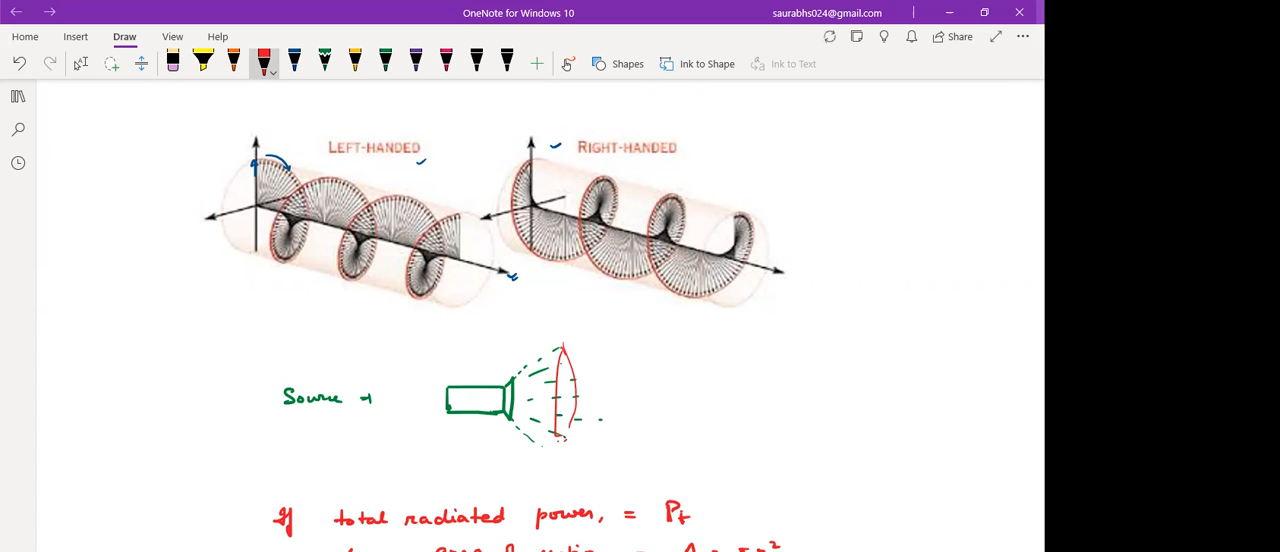 OneNote for Windows 10
saurabhs024@gmail.com
Home Insert Draw View Help
Shapes Ink to Shape Ink to Text Share
LEFT-HANDED RIGHT-HANDED
Source
If total radiated power, = Pt
= A = πr²